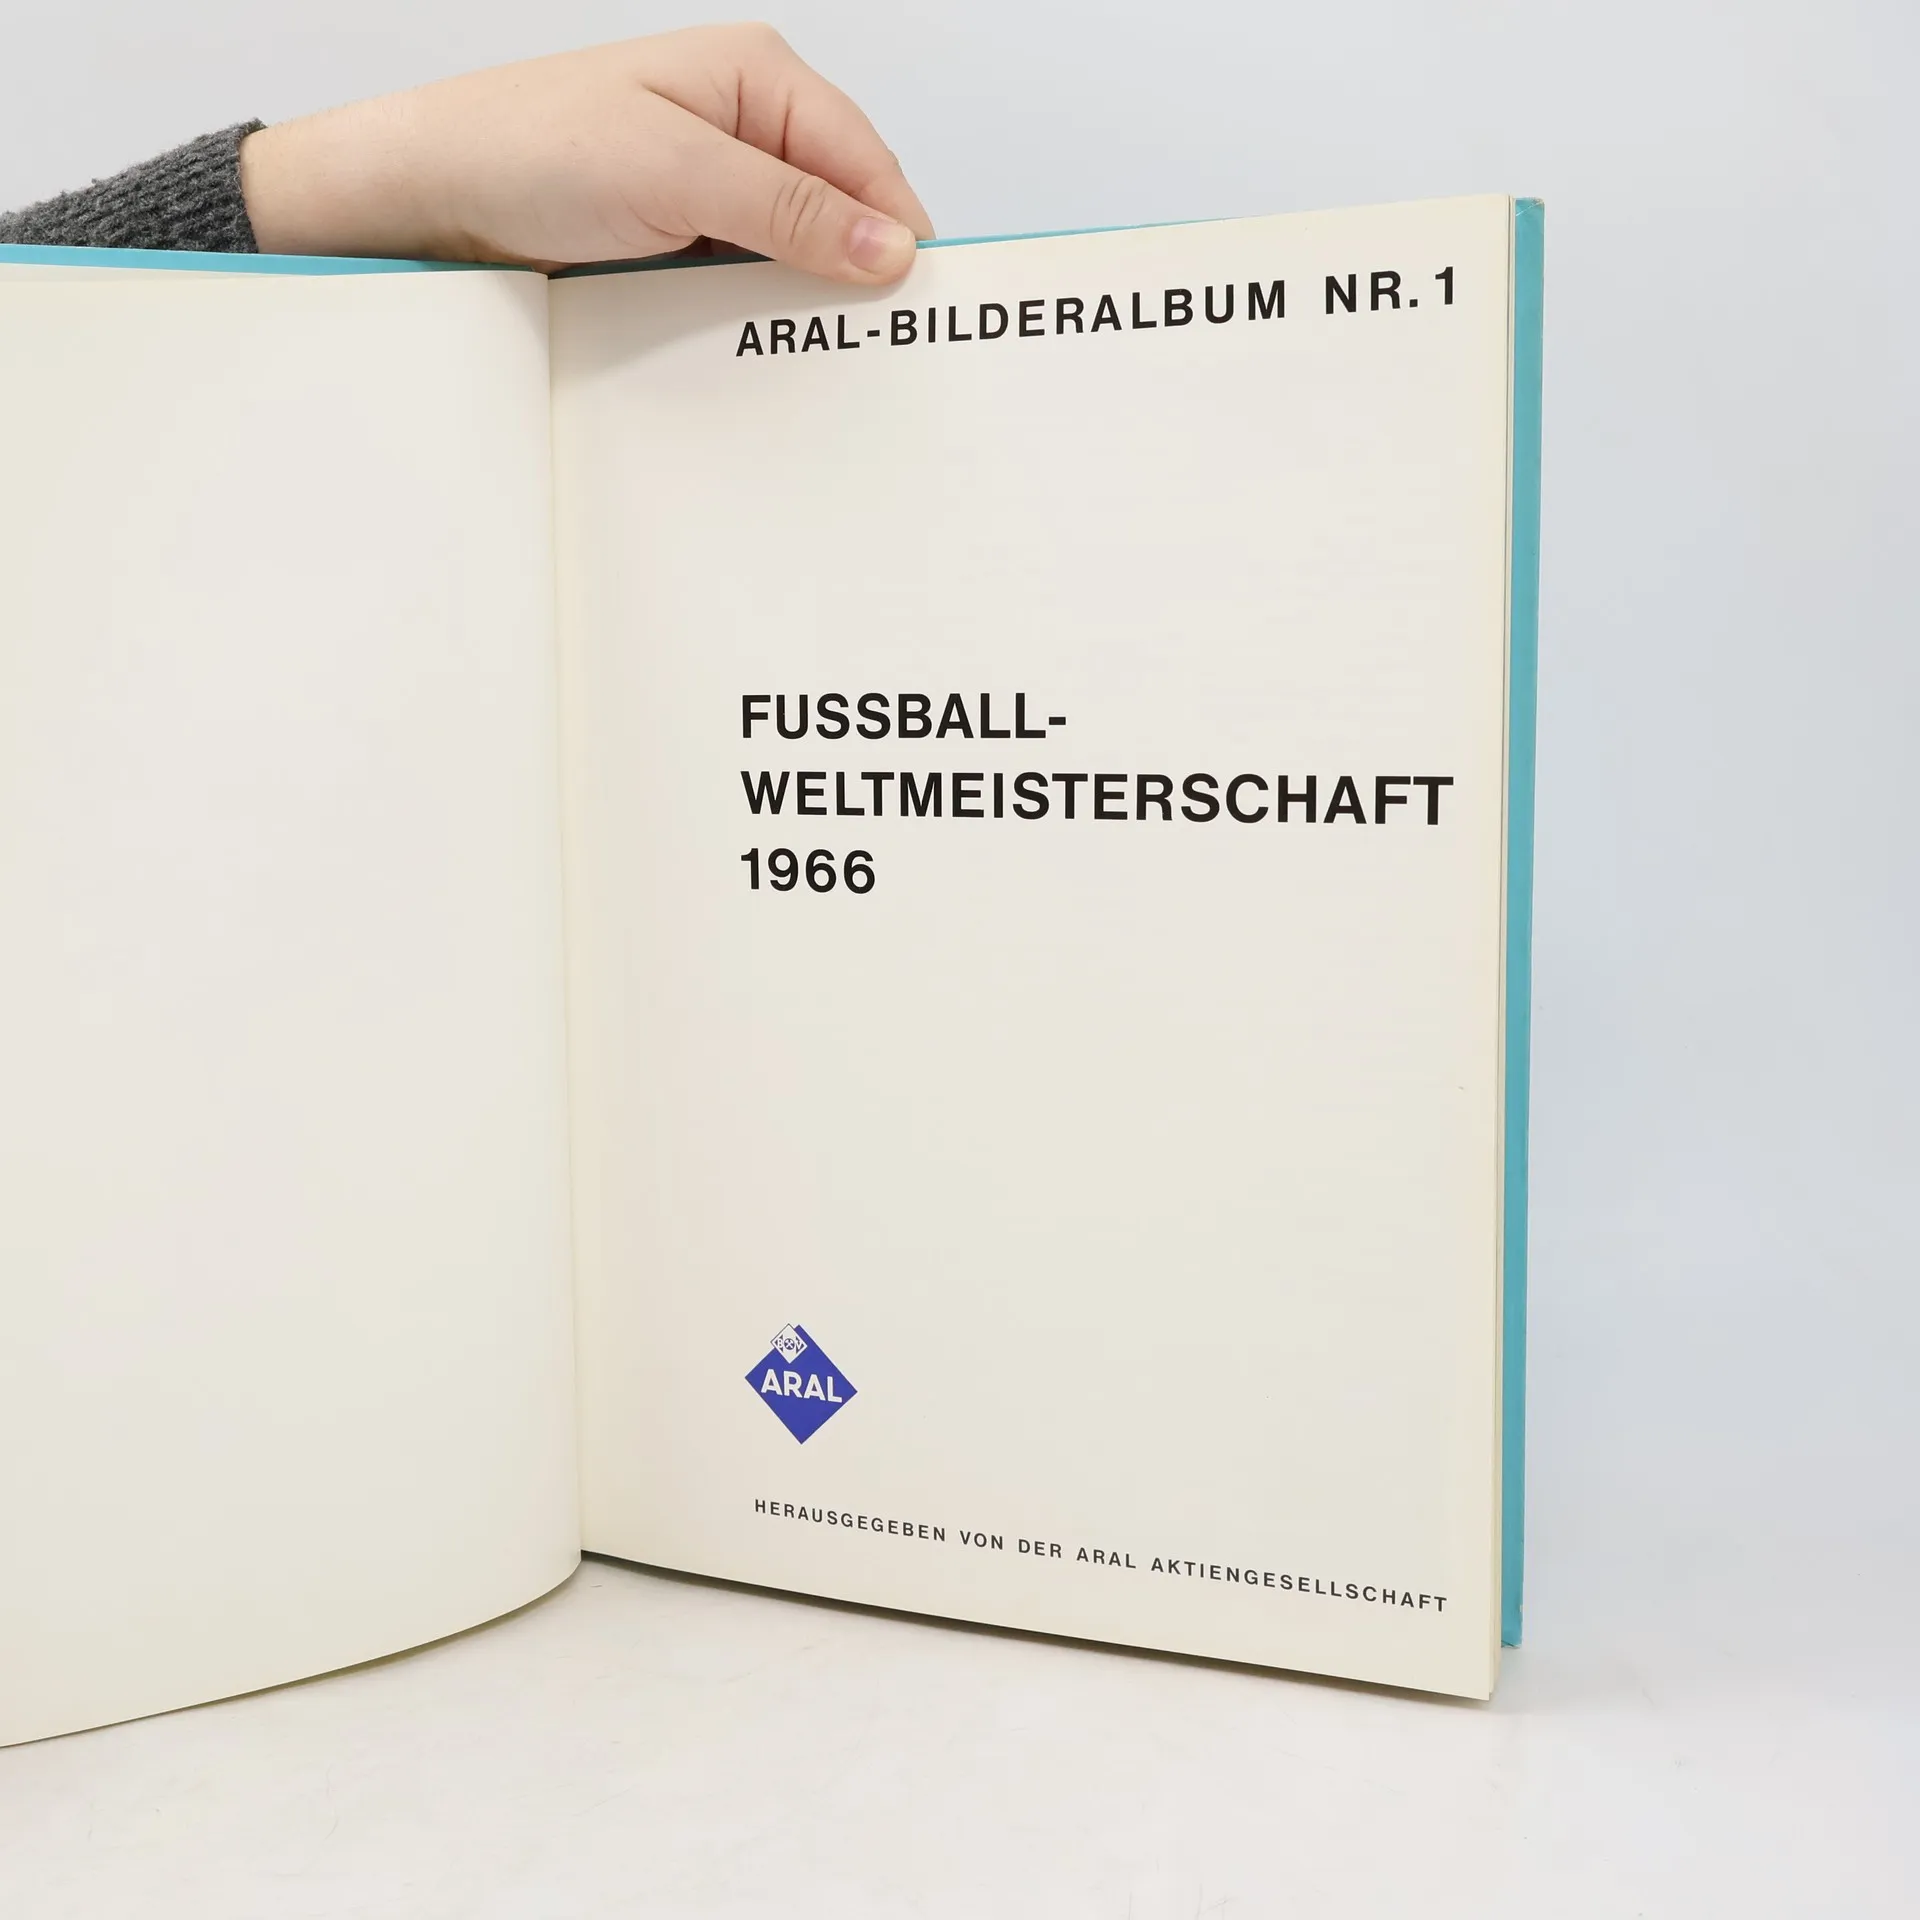 ARAL-BILDERALBUM NR. 1
FUSSBALL-
WELTMEISTERSCHAFT
1966
ARAL
HERAUSGEGEBEN VON DER ARAL AKTIENGESELLSCHAFT